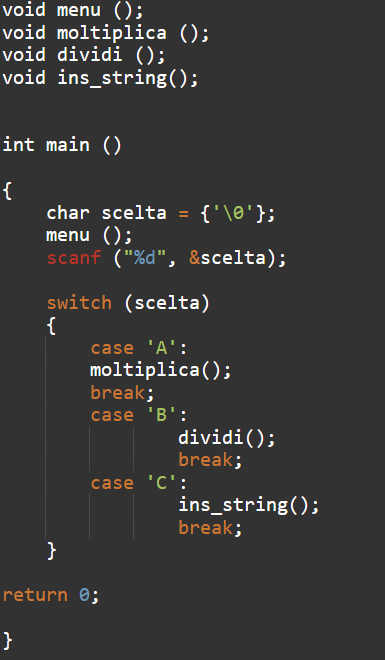 void menu ();
void moltiplica ();
void dividi ();
void ins_string();
int main ()
{
char scelta = {'\0'};
menu ();
scanf ("%d", &scelta);
switch (scelta)
{
case 'A':
moltiplica();
break;
case 'B':
dividi();
break;
case 'C':
ins_string();
break;
}
return 0;
}